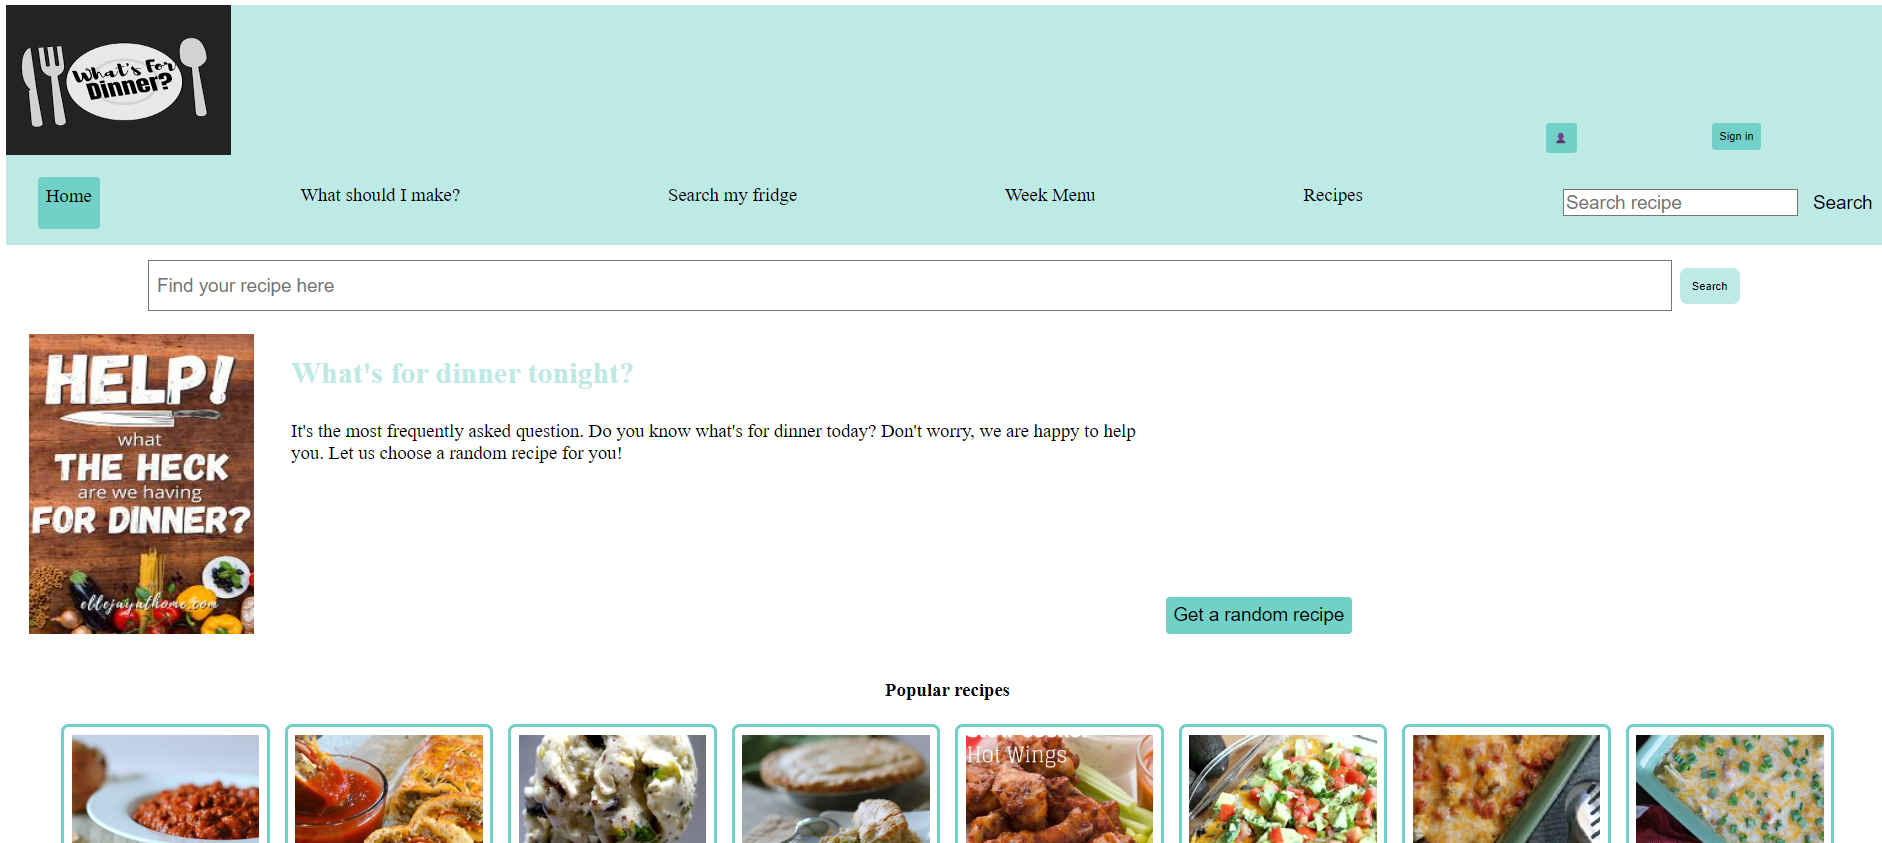 What's For
Dinner?
Sign in
Home
What should I make?
Search my fridge
Week Menu
Recipes
Search recipe
Search
Find your recipe here
Search
HELP!
what
THE HECK
are we having
FOR DINNER?
ellejayathome.com
What's for dinner tonight?
It's the most frequently asked question. Do you know what's for dinner today? Don't worry, we are happy to help
you. Let us choose a random recipe for you!
Get a random recipe
Popular recipes
Hot Wings